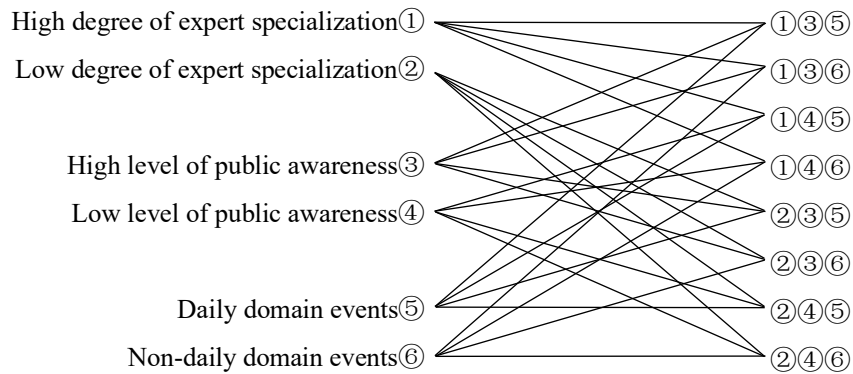 High degree of expert specialization①
Low degree of expert specialization②
High level of public awareness③
Low level of public awareness④
Daily domain events⑤
Non-daily domain events⑥
①③⑤
①③⑥
①④⑤
①④⑥
②③⑤
②③⑥
②④⑤
②④⑥